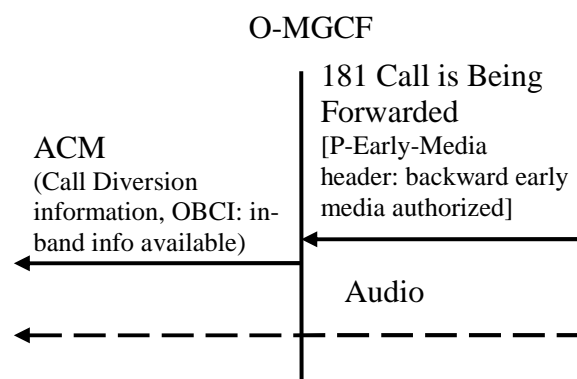 O-MGCF
181 Call is Being
Forwarded
[P-Early-Media
header: backward early
media authorized]
ACM
(Call Diversion
information, OBCI: in-
band info available)
Audio